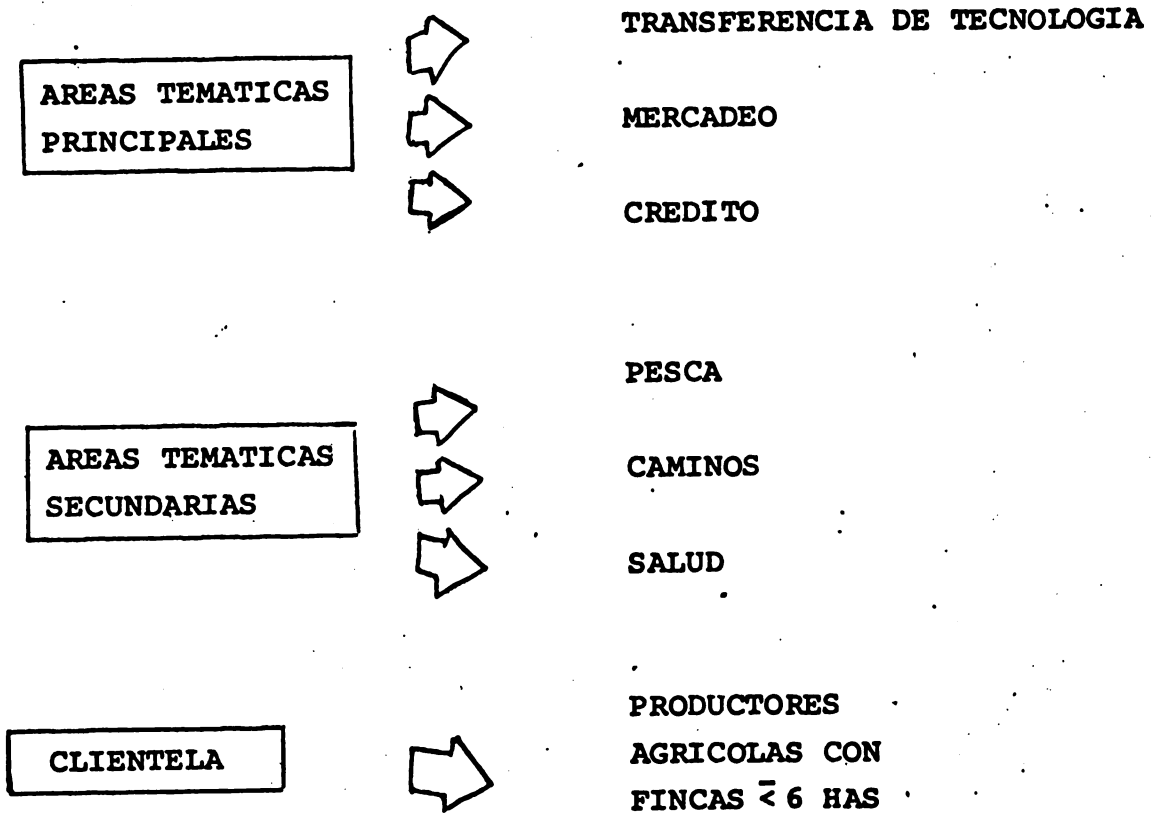 TRANSFERENCIA DE TECNOLOGIA
AREAS TEMATICAS
PRINCIPALES
MERCADEO
CREDITO
PESCA
AREAS TEMATICAS
SECUNDARIAS
CAMINOS
SALUD
CLIENTELA
PRODUCTORES
AGRICOLAS CON
FINCAS ≤ 6 HAS